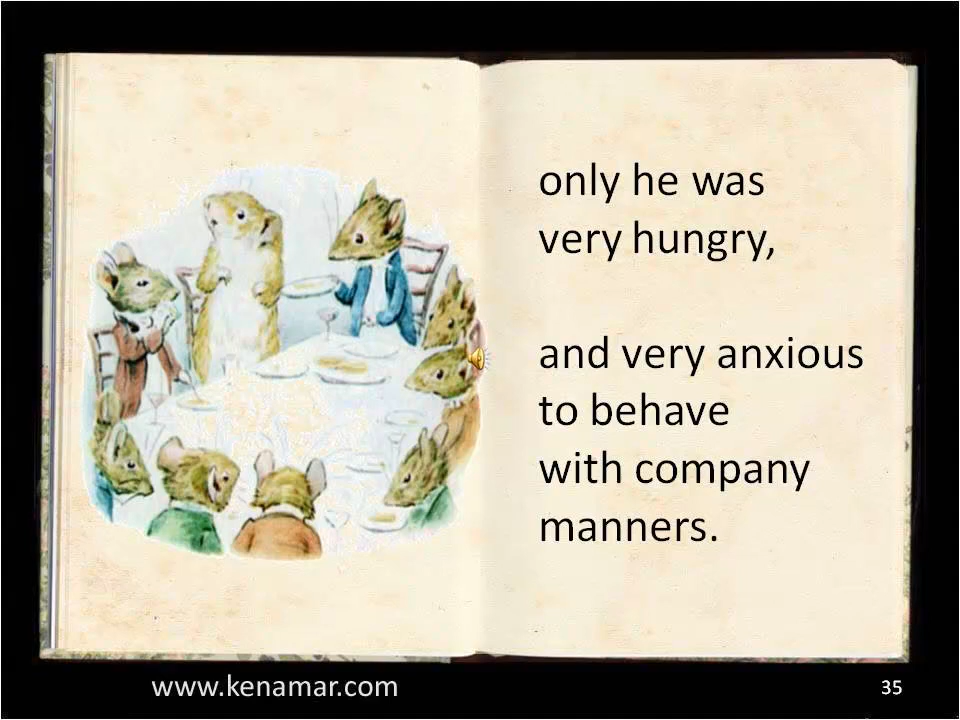 only he was
very hungry,
and very anxious
to behave
with company
manners.
www.kenamar.com
35